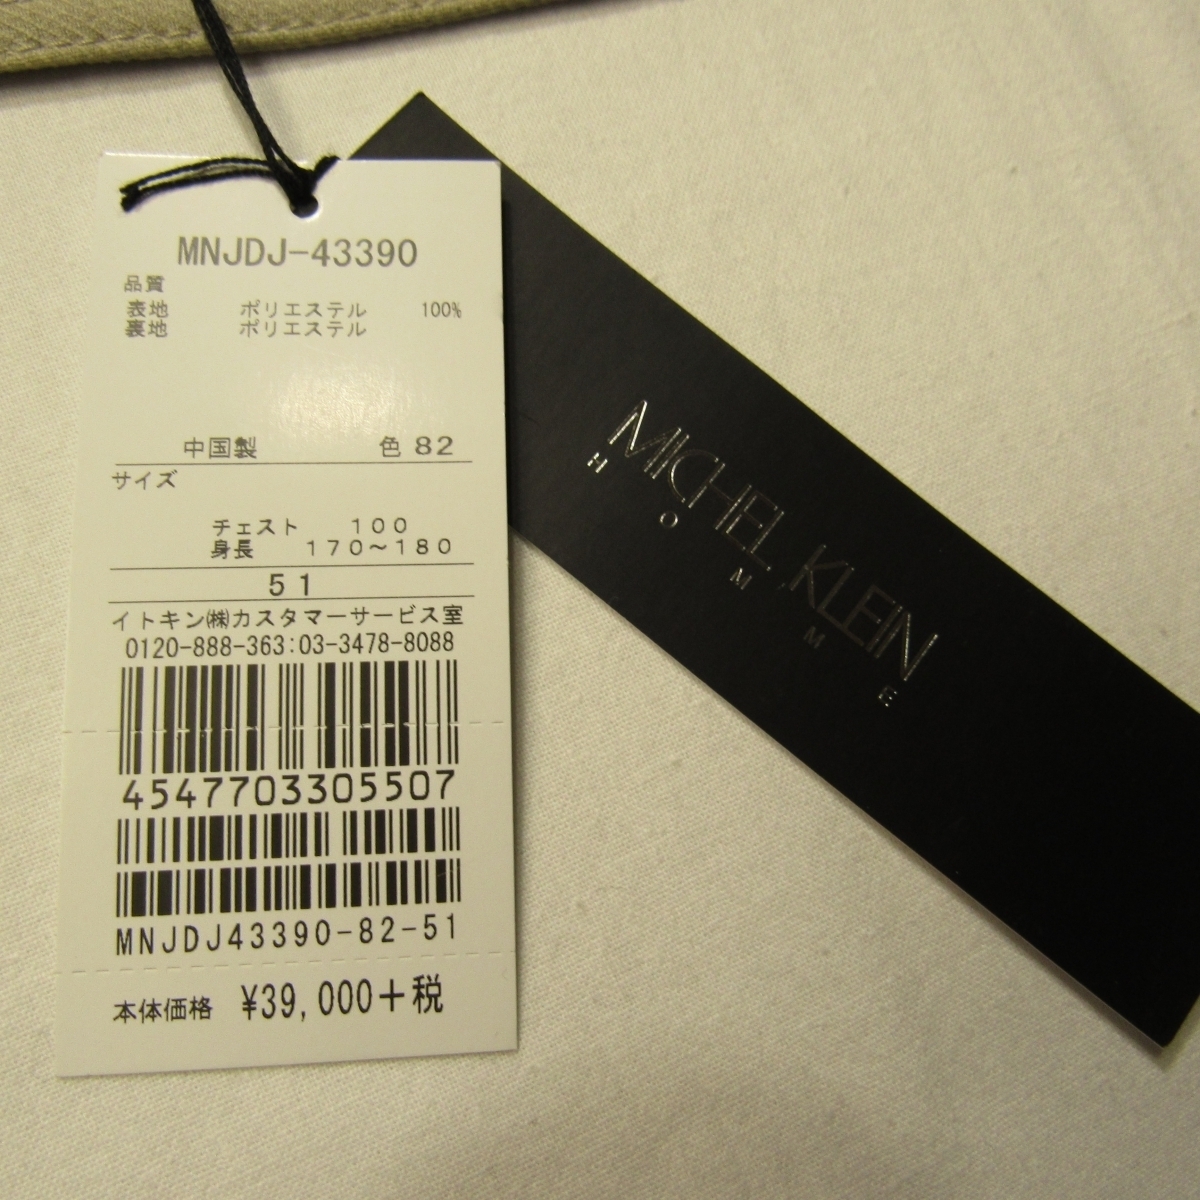 MNJDJ-43390
品質
表地 ポリエステル 100%
裏地 ポリエステル
中国製 色 82
サイズ
チェスト 100
身長 170~180
51
イトキン㈱カスタマーサービス室
0120-888-363:03-3478-8088
4547703305507
MNJDJ43390-82-51
本体価格 ¥39,000+税
MICHEL KLEIN
HOMME